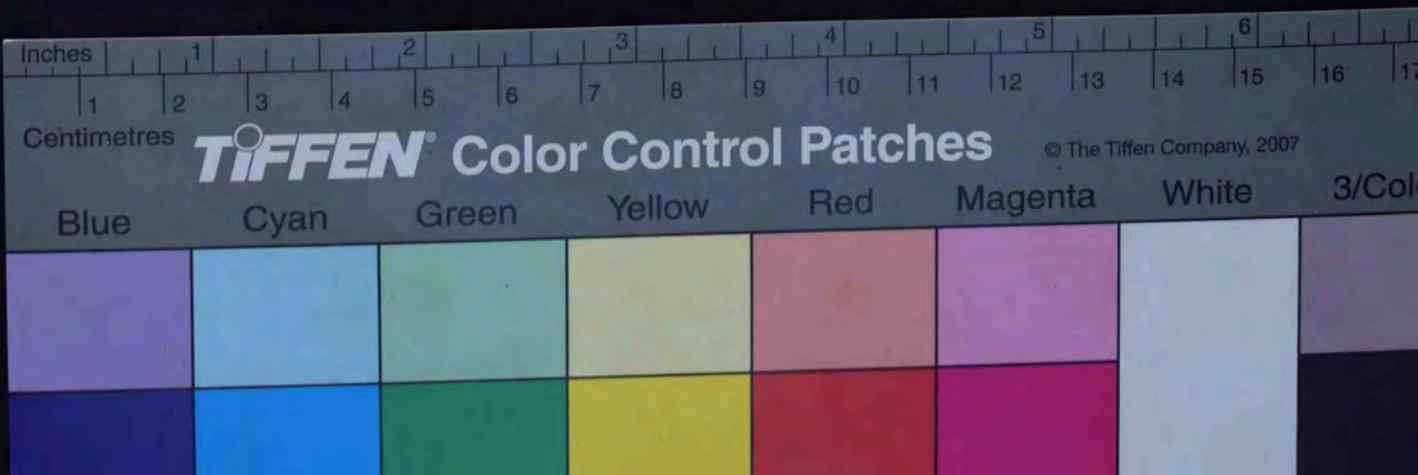 Inches 1 2 3 4 5 6
1 2 3 4 5 6 7 8 9 10 11 12 13 14 15 16
Centimetres TIFFEN® Color Control Patches © The Tiffen Company, 2007
Blue Cyan Green Yellow Red Magenta White 3/Col